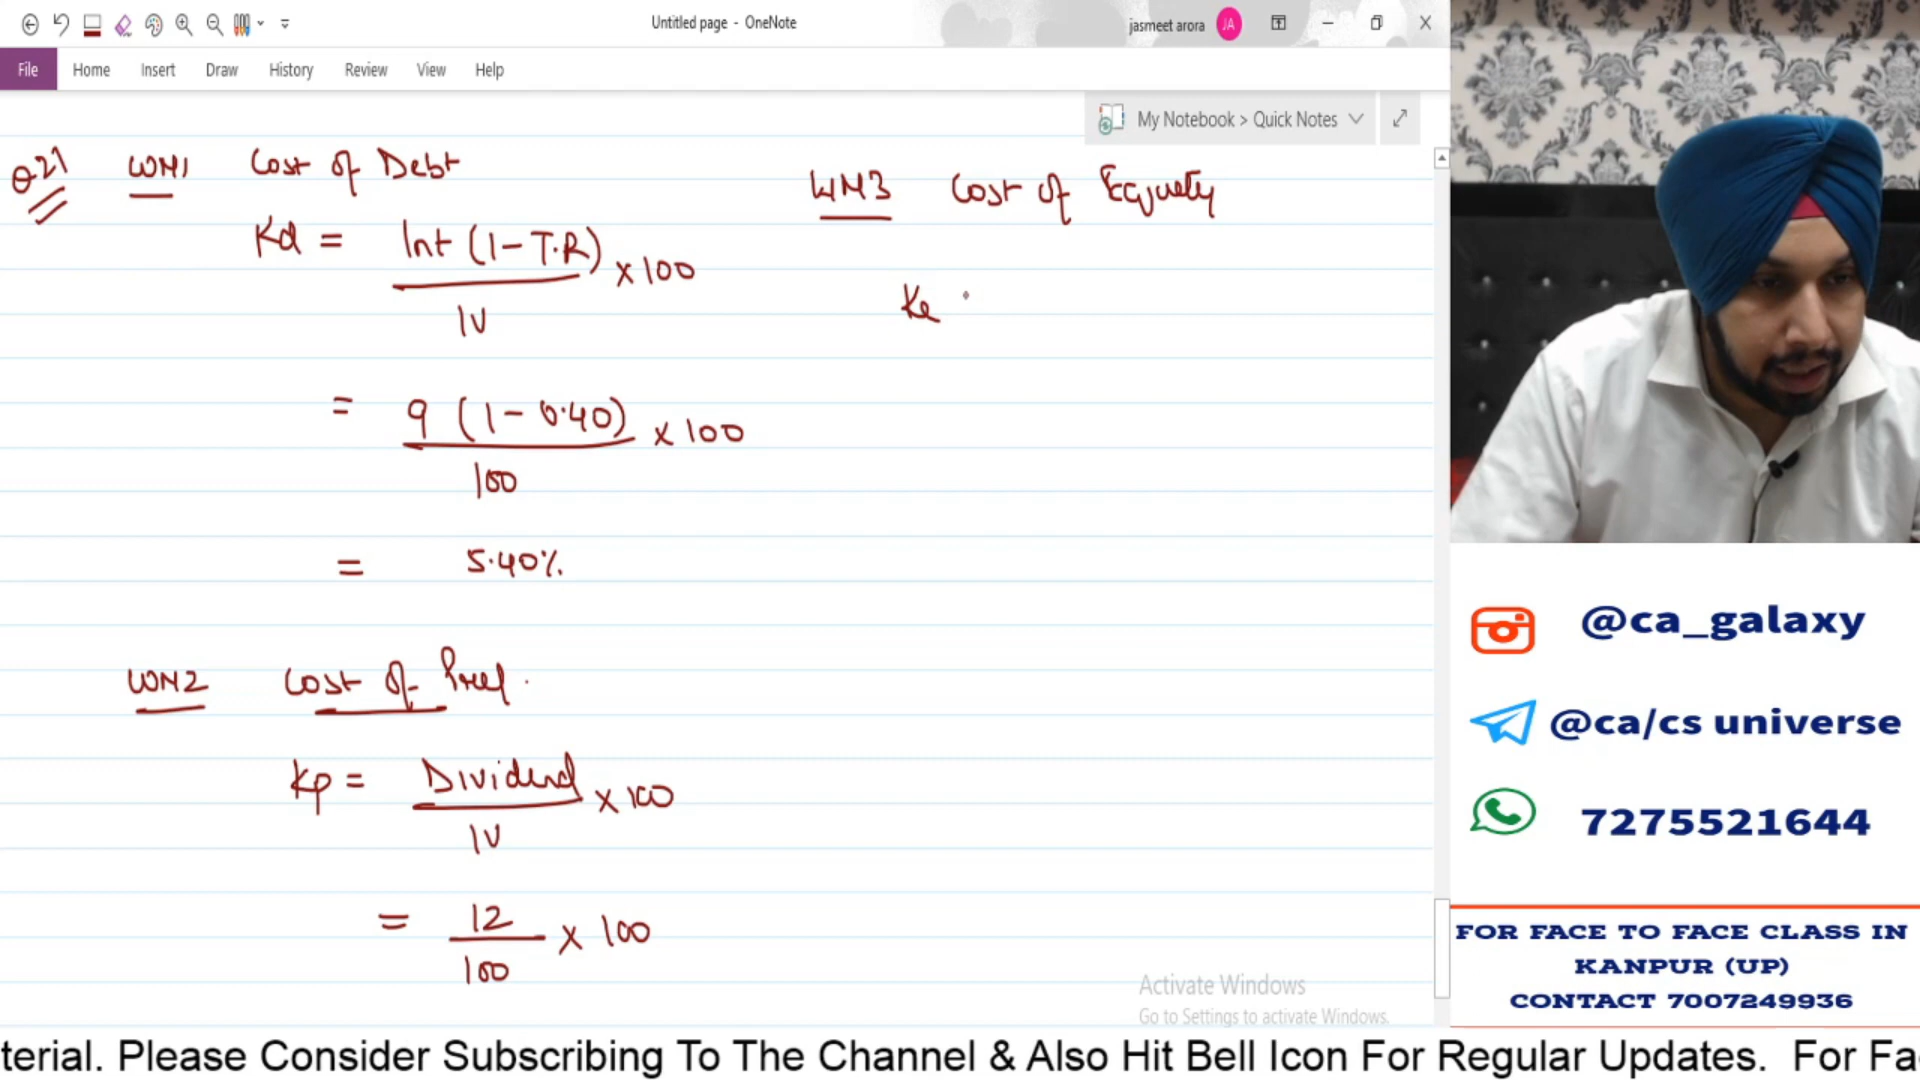 Untitled page - OneNote
jasmeet arora
JA
File Home Insert Draw History Review View Help
My Notebook > Quick Notes
Q21 WN1 Cost of Debt
Kd = Int (1 - T.R) × 100
IV
= 9 (1 - 0.40) × 100
100
= 5.40%
WN2 Cost of Pref.
Kp = Dividend × 100
IV
= 12 × 100
100
WN3 Cost of Equity
Ke
Activate Windows
Go to Settings to activate Windows.
@ca_galaxy
@ca/cs universe
7275521644
FOR FACE TO FACE CLASS IN
KANPUR (UP)
CONTACT 7007249936
terial. Please Consider Subscribing To The Channel & Also Hit Bell Icon For Regular Updates. For Fa